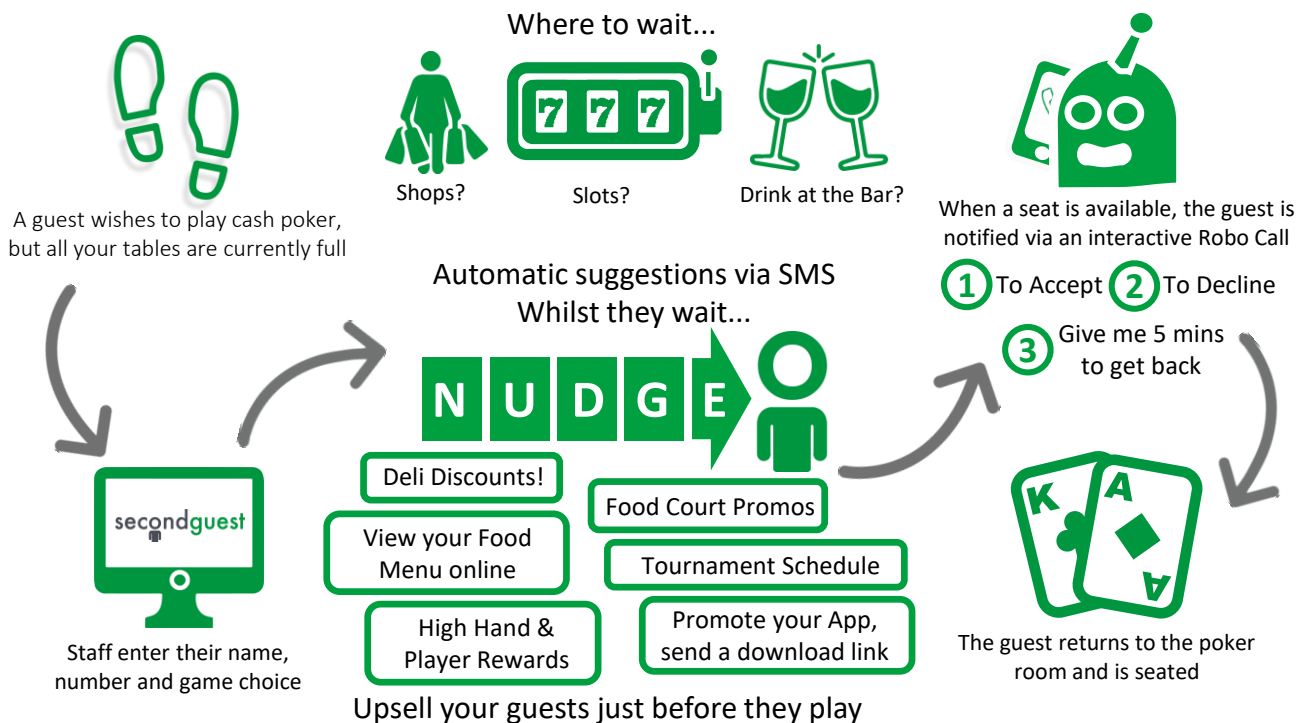 Where to wait...
7 7 7
Shops?
Slots?
Drink at the Bar?
A guest wishes to play cash poker,
but all your tables are currently full
secondguest
Staff enter their name,
number and game choice
Automatic suggestions via SMS
Whilst they wait...
NUDGE
Deli Discounts!
Food Court Promos
View your Food
Menu online
Tournament Schedule
High Hand &
Player Rewards
Promote your App,
send a download link
Upsell your guests just before they play
When a seat is available, the guest is
notified via an interactive Robo Call
1 To Accept 2 To Decline
3 Give me 5 mins
to get back
K
A
A
The guest returns to the poker
room and is seated